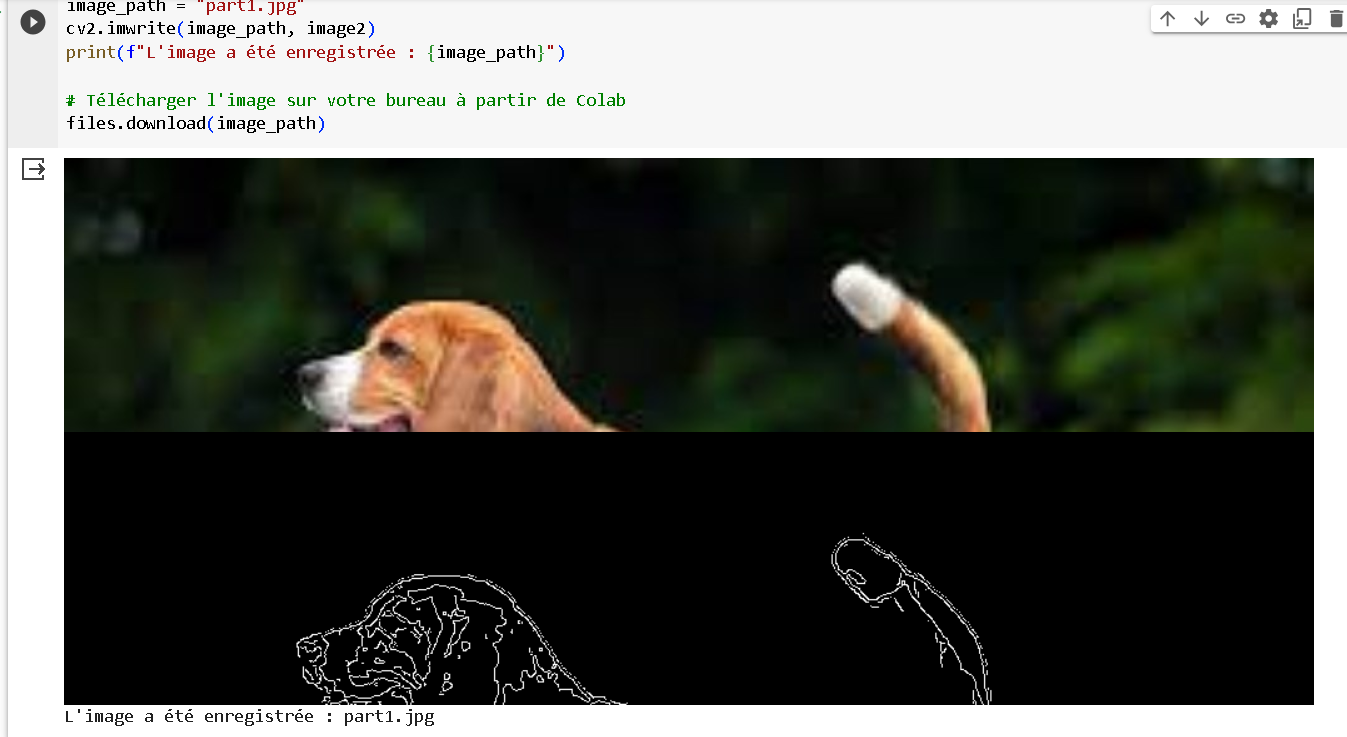 image_path = "part1.jpg"
cv2.imwrite(image_path, image2)
print(f"L'image a été enregistrée : {image_path}")
# Télécharger l'image sur votre bureau à partir de Colab
files.download(image_path)
L'image a été enregistrée : part1.jpg